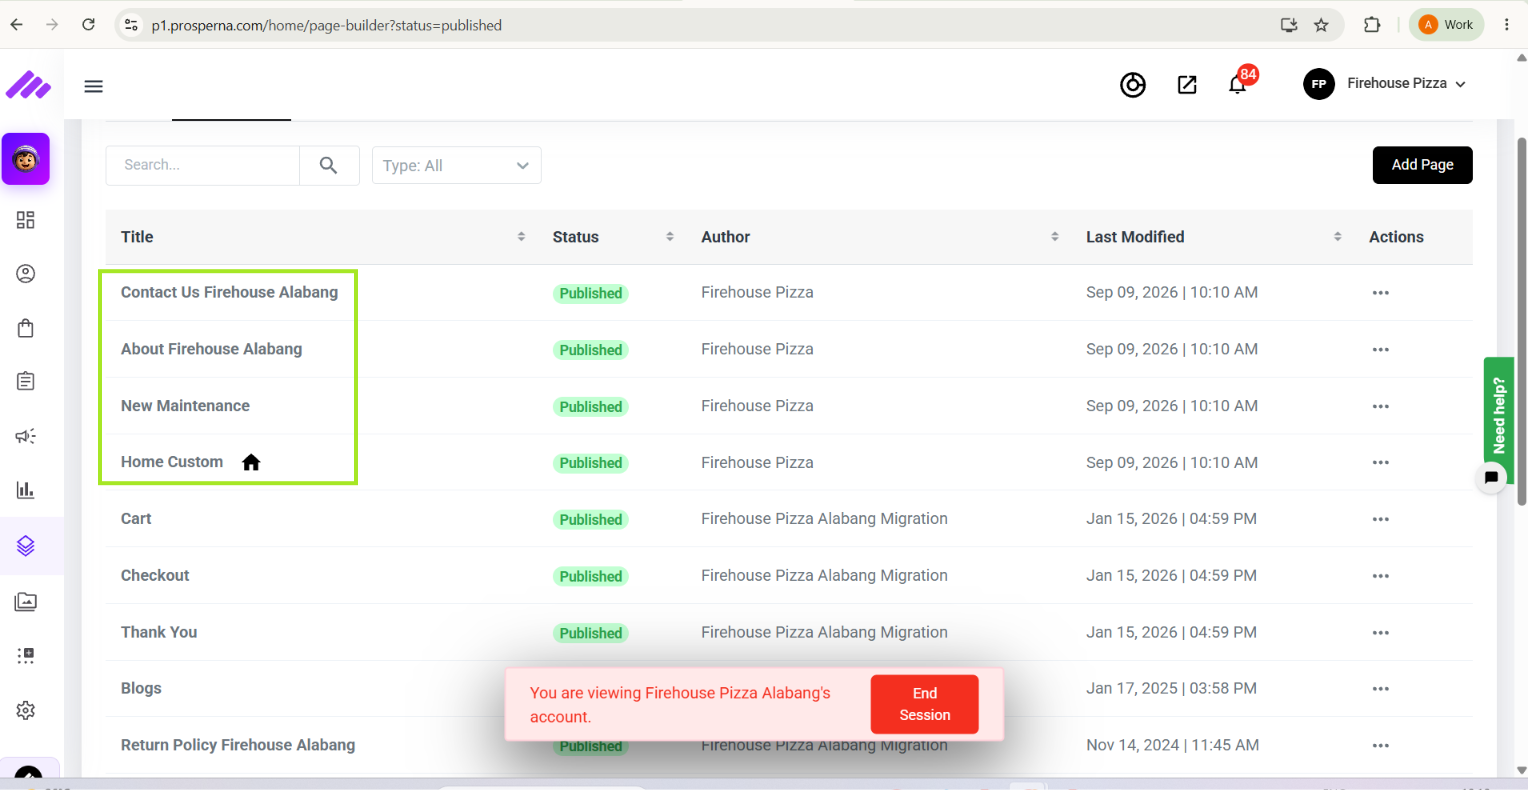 p1.prosperna.com/home/page-builder?status=published
A Work
84
FP Firehouse Pizza
Search...
Type: All
Add Page
Title Status Author Last Modified Actions
Contact Us Firehouse Alabang Published Firehouse Pizza Sep 09, 2026 | 10:10 AM
About Firehouse Alabang Published Firehouse Pizza Sep 09, 2026 | 10:10 AM
New Maintenance Published Firehouse Pizza Sep 09, 2026 | 10:10 AM
Home Custom Published Firehouse Pizza Sep 09, 2026 | 10:10 AM
Need help?
Cart Published Firehouse Pizza Alabang Migration Jan 15, 2026 | 04:59 PM
Checkout Published Firehouse Pizza Alabang Migration Jan 15, 2026 | 04:59 PM
Thank You Published Firehouse Pizza Alabang Migration Jan 15, 2026 | 04:59 PM
Blogs Jan 17, 2025 | 03:58 PM
You are viewing Firehouse Pizza Alabang's
account.
End
Session
Return Policy Firehouse Alabang Published Firehouse Pizza Alabang Migration Nov 14, 2024 | 11:45 AM